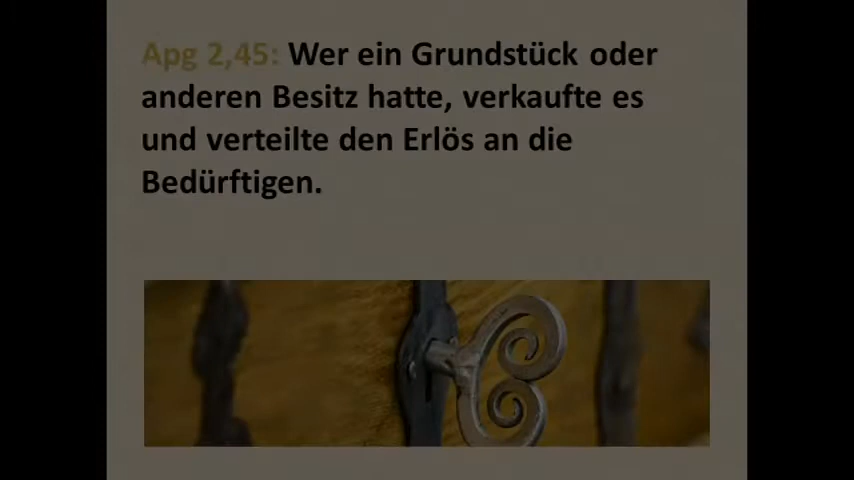 Apg 2,45: Wer ein Grundstück oder
anderen Besitz hatte, verkaufte es
und verteilte den Erlös an die
Bedürftigen.